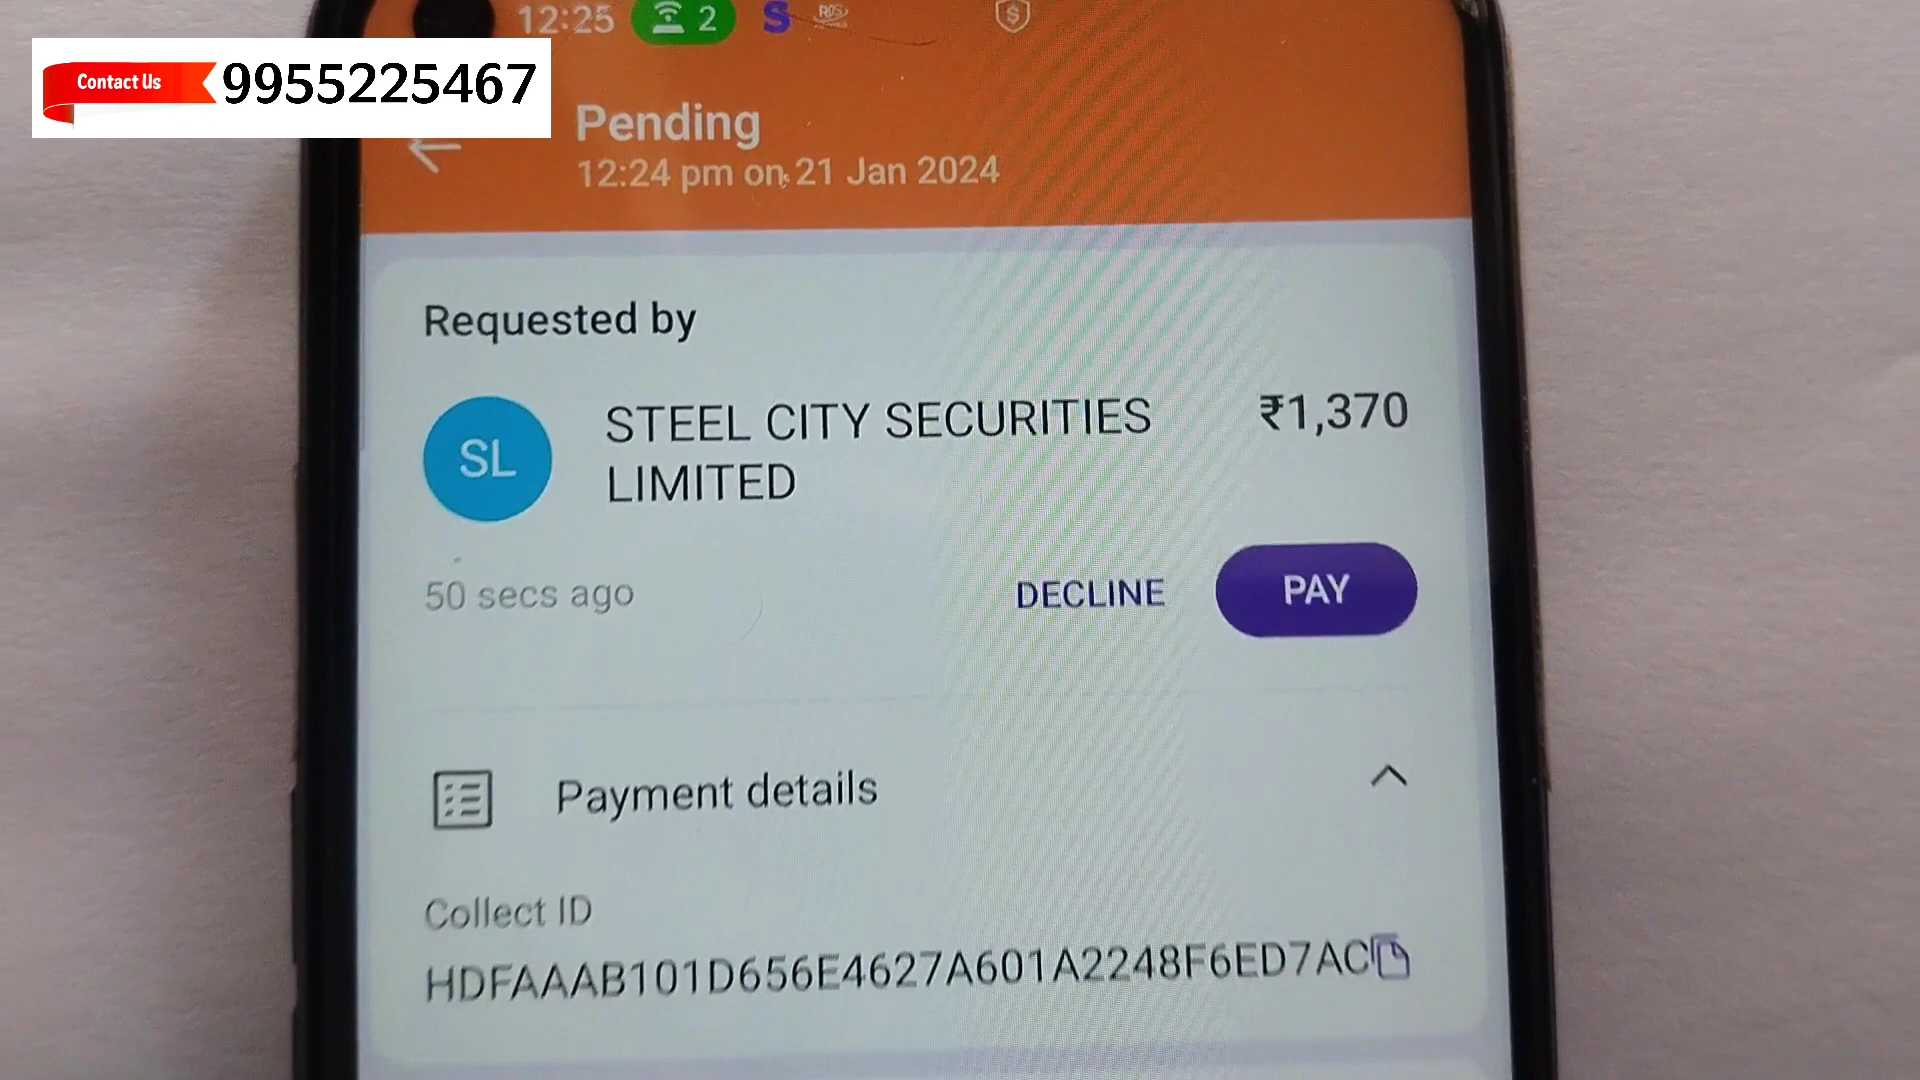 12:25 2 S
Contact Us 9955225467
Pending
12:24 pm on 21 Jan 2024
Requested by
SL STEEL CITY SECURITIES LIMITED ₹1,370
50 secs ago DECLINE PAY
Payment details
Collect ID
HDFAAAB101D656E4627A601A2248F6ED7AC